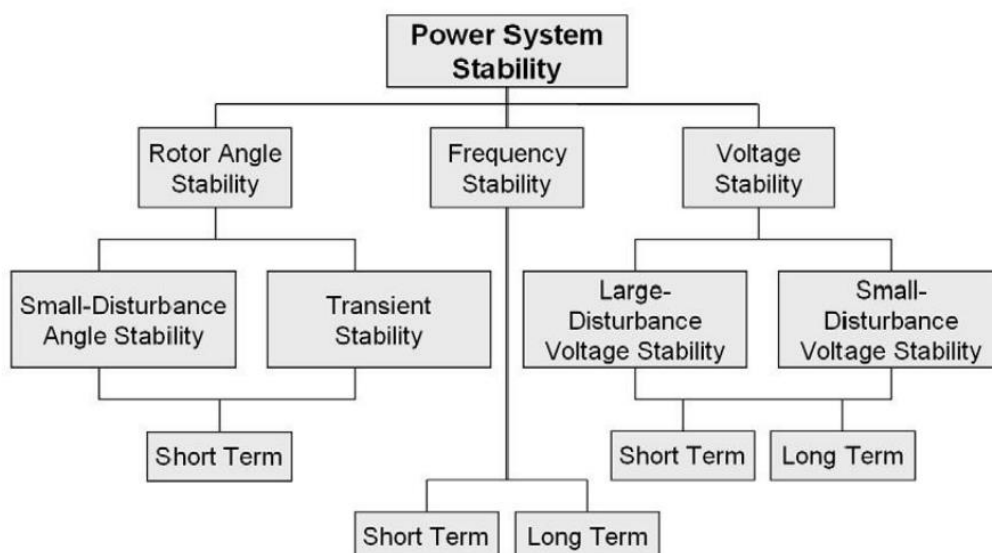 Power System
Stability
Rotor Angle
Stability
Frequency
Stability
Voltage
Stability
Small-Disturbance
Angle Stability
Transient
Stability
Large-
Disturbance
Voltage Stability
Small-
Disturbance
Voltage Stability
Short Term
Short Term
Long Term
Short Term
Long Term